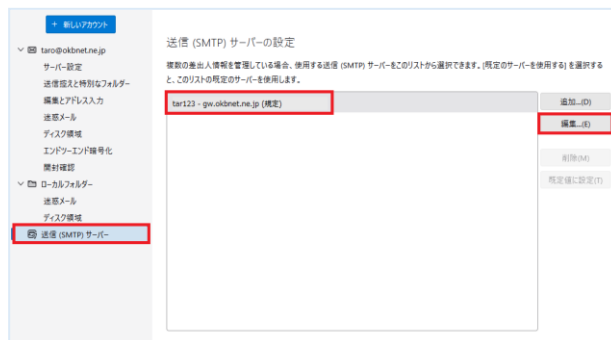 + 新しいアカウント
taro@okbnet.ne.jp
サーバー設定
送信控えと特別なフォルダー
編集とアドレス入力
迷惑メール
ディスク領域
エンドツーエンド暗号化
開封確認
ローカルフォルダー
迷惑メール
ディスク領域
送信 (SMTP) サーバー
送信 (SMTP) サーバーの設定
複数の差出人情報を管理している場合、使用する送信 (SMTP) サーバーをこのリストから選択できます。[既定のサーバーを使用する] を選択する
と、このリストの既定のサーバーを使用します。
tar123 - gw.okbnet.ne.jp (規定)
追加...(D)
編集...(E)
削除(M)
既定値に設定(T)